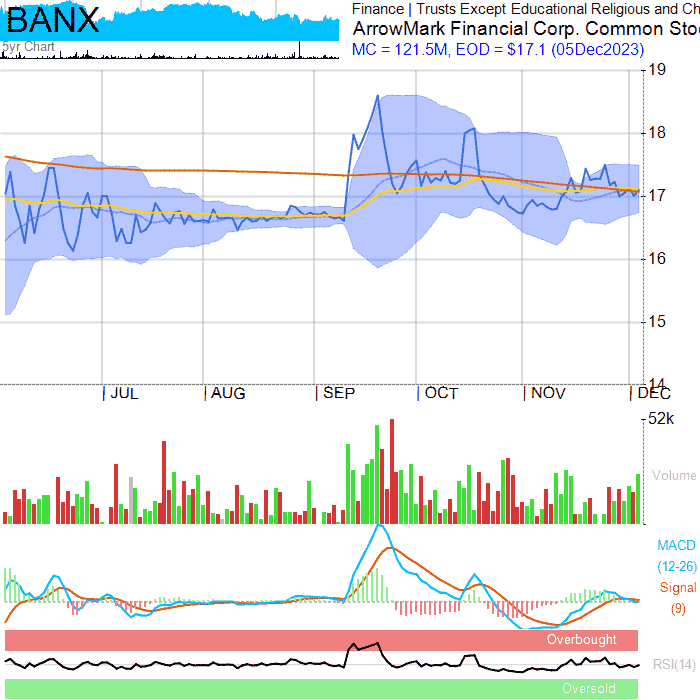 BANX
5yr Chart
Finance | Trusts Except Educational Religious and Ch
ArrowMark Financial Corp. Common Sto
MC = 121.5M, EOD = $17.1 (05Dec2023)
19
18
17
16
15
14
JUL AUG SEP OCT NOV DEC
52k
Volume
MACD
(12-26)
Signal
(9)
Overbought
RSI(14)
Oversold